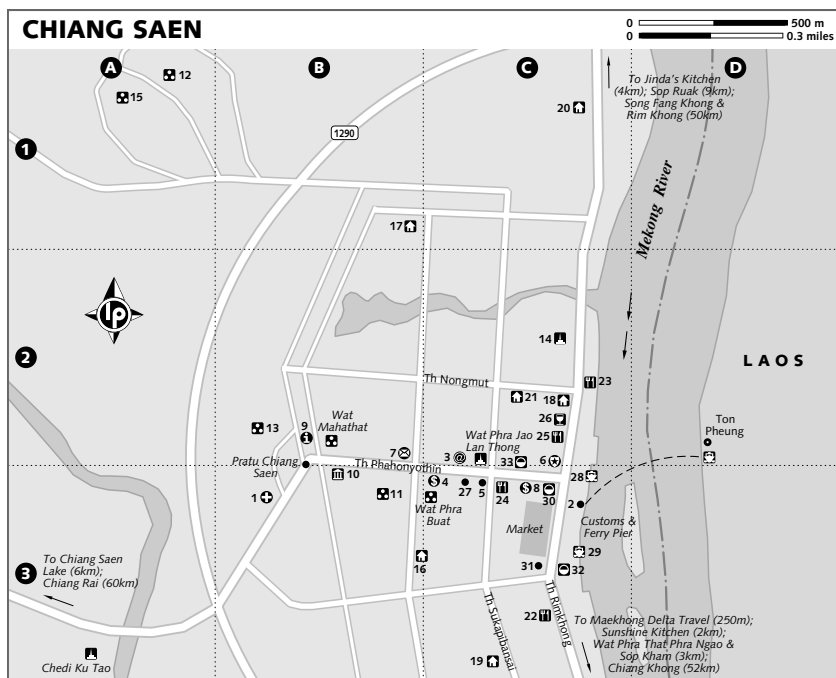 CHIANG SAEN
0 500 m
0 0.3 miles
A
B
C
D
12
15
To Jinda's Kitchen
(4km); Sop Ruak (9km);
Song Fang Khong &
Rim Khong (50km)
20
1290
1
Mekong River
17
lp
14
2
LAOS
Th Nongmut
23
21
18
26
Ton
Pheung
13
9
Wat
Mahathat
25
Wat Phra Jao
Lan Thong
7
3
33
6
Pratu Chiang
Saen
Th Phahonyothin
10
4
28
1
11
27
5
24
8
30
2
Wat Phra
Buat
Market
Customs &
Ferry Pier
29
To Chiang Saen
Lake (6km);
Chiang Rai (60km)
3
16
31
32
Th Sukapibansai
Th Rimkhong
22
To Maekhong Delta Travel (250m);
Sunshine Kitchen (2km);
Wat Phra That Phra Ngao &
Sop Kham (3km);
Chiang Khong (52km)
Chedi Ku Tao
19